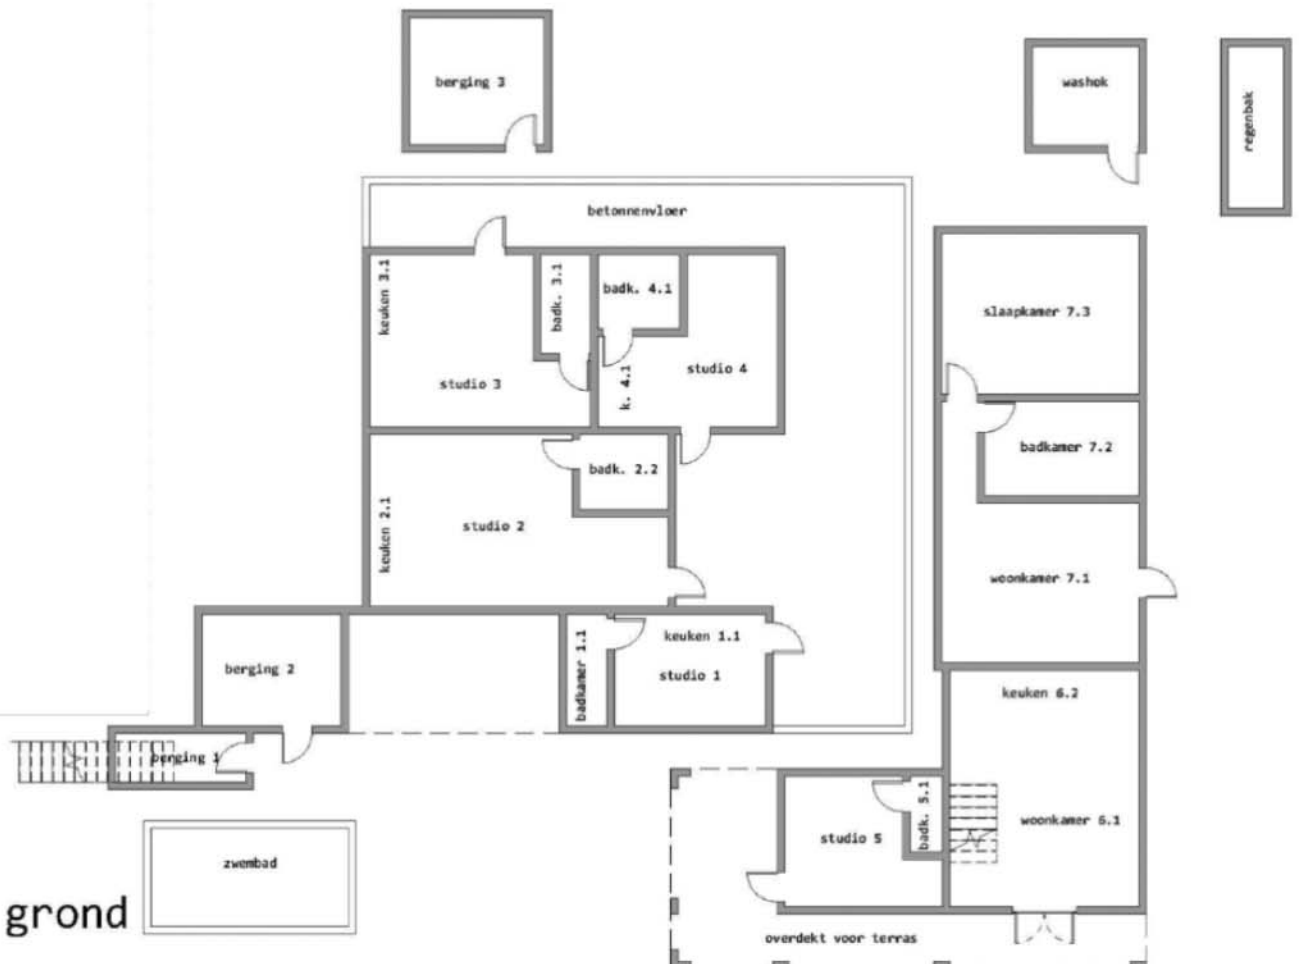 berging 3
washok
regenbak
betonnenvloer
keuken 3.1
badk. 3.1
badk. 4.1
slaapkamer 7.3
studio 3
k. 4.1
studio 4
badkamer 7.2
badk. 2.2
keuken 2.1
studio 2
woonkamer 7.1
berging 2
badkamer 1.1
keuken 1.1
studio 1
keuken 6.2
berging 1
badk. 5.1
studio 5
woonkamer 6.1
zwembad
grond
overdekt voor terras